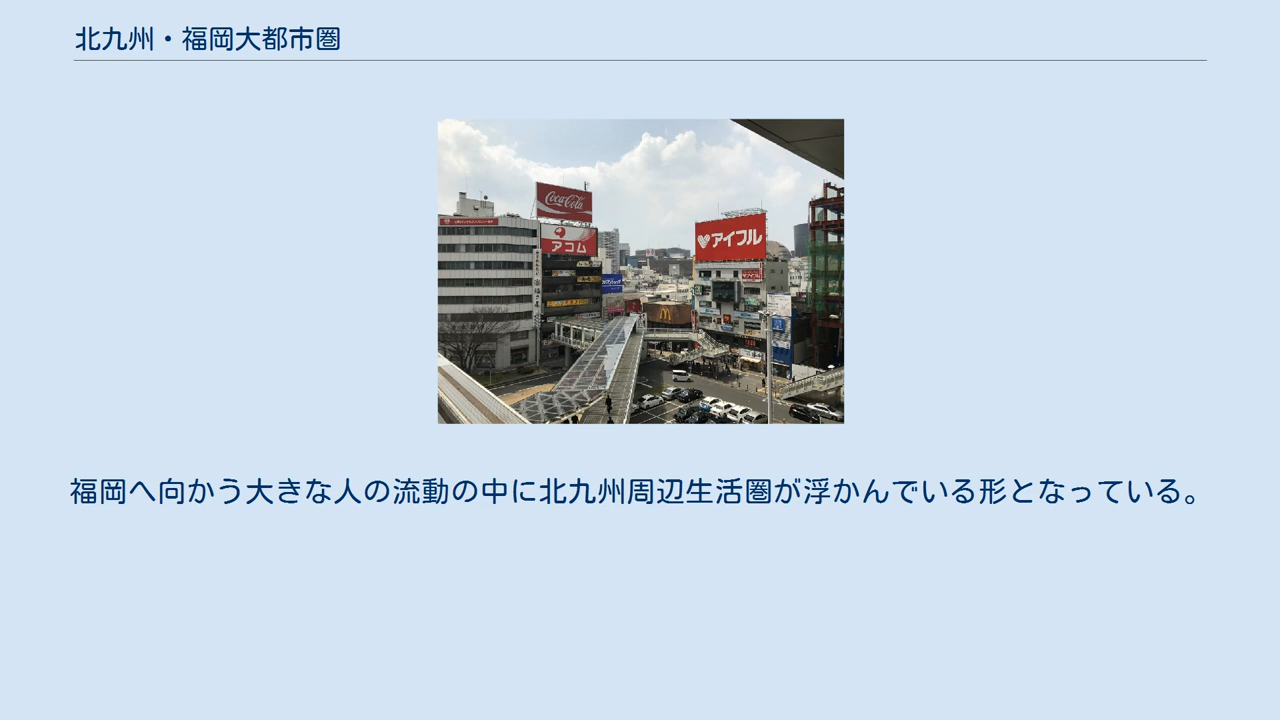 北九州・福岡大都市圏
Coca-Cola
アコム
アイフル
福岡へ向かう大きな人の流動の中に北九州周辺生活圏が浮かんでいる形となっている。